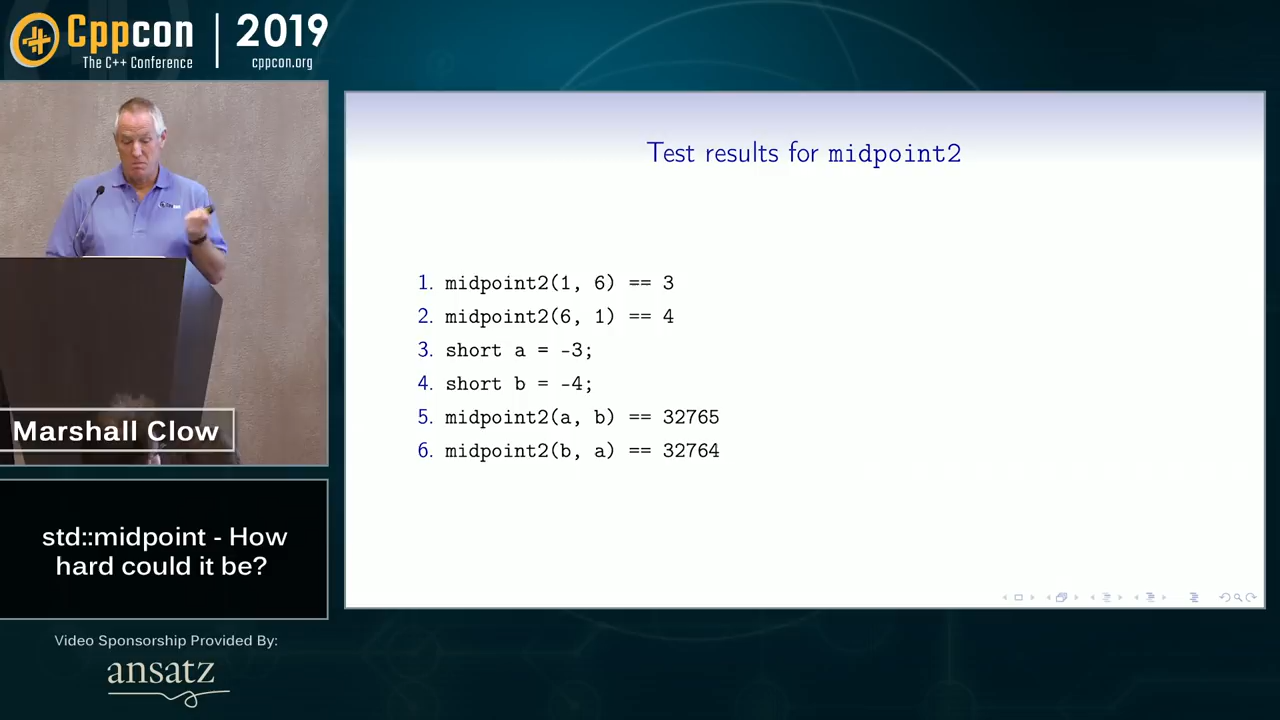 Cppcon
The C++ Conference
2019
cppcon.org
Test results for midpoint2
1. midpoint2(1, 6) == 3
2. midpoint2(6, 1) == 4
3. short a = -3;
4. short b = -4;
5. midpoint2(a, b) == 32765
6. midpoint2(b, a) == 32764
Marshall Clow
std::midpoint - How
hard could it be?
Video Sponsorship Provided By:
ansatz